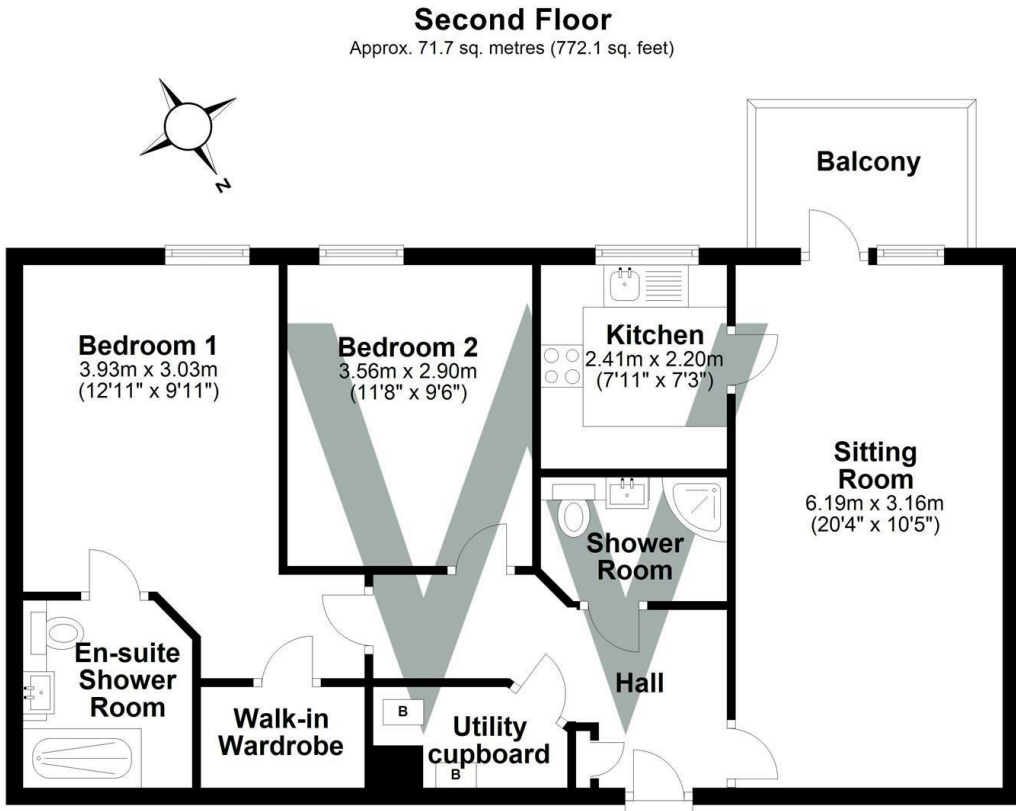 Second Floor
Approx. 71.7 sq. metres (772.1 sq. feet)
N
Balcony
Bedroom 1
3.93m x 3.03m
(12'11" x 9'11")
Bedroom 2
3.56m x 2.90m
(11'8" x 9'6")
Kitchen
2.41m x 2.20m
(7'11" x 7'3")
Sitting
Room
6.19m x 3.16m
(20'4" x 10'5")
Shower
Room
En-suite
Shower
Room
Walk-in
Wardrobe
B
Utility
cupboard
B
Hall